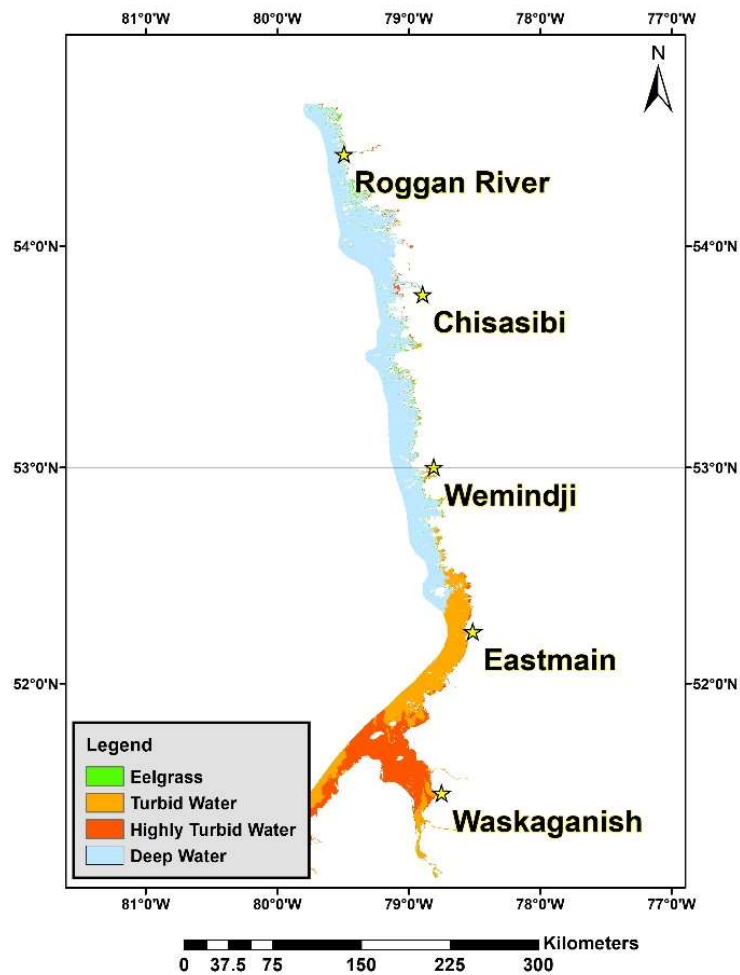 81°0'W 80°0'W 79°0'W 78°0'W 77°0'W
N
Roggan River
54°0'N 54°0'N
Chisasibi
53°0'N 53°0'N
Wemindji
Eastmain
52°0'N 52°0'N
Legend
Eelgrass
Turbid Water
Highly Turbid Water
Deep Water
Waskaganish
81°0'W 80°0'W 79°0'W 78°0'W 77°0'W
Kilometers
0 37.5 75 150 225 300